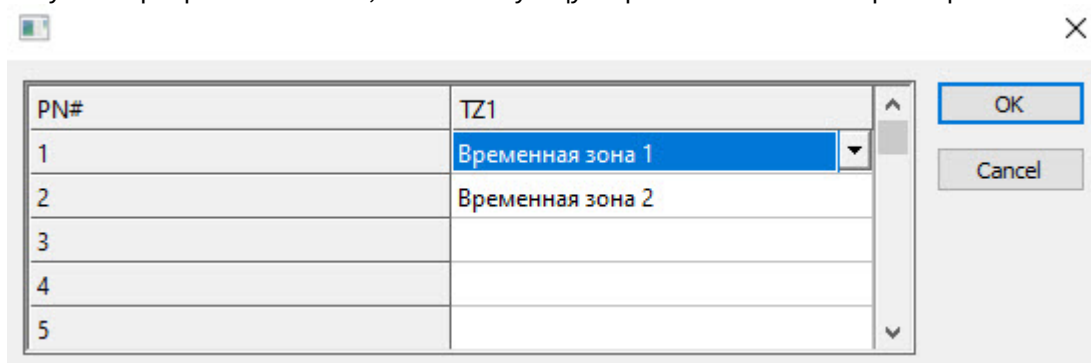 PN# TZ1 OK
1 Временная зона 1 Cancel
2 Временная зона 2
3
4
5